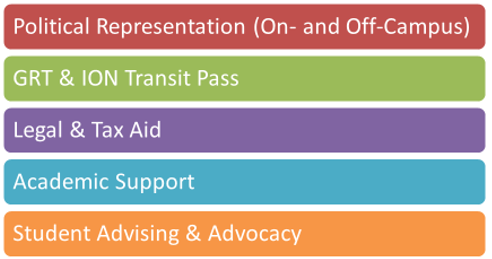 Political Representation (On- and Off-Campus)
GRT & ION Transit Pass
Legal & Tax Aid
Academic Support
Student Advising & Advocacy